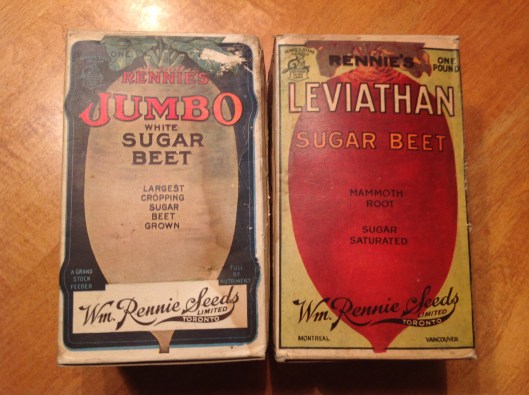 ONE
RENNIE'S
JUMBO
WHITE
SUGAR
BEET
LARGEST
CROPPING
SUGAR
BEET
GROWN
A GRAND
STOCK
FEEDER
FULL
OF
NUTRIMENT
Wm. Rennie Seeds
LIMITED
TORONTO
RENNIE'S
ONE
POUND
LEVIATHAN
SUGAR BEET
MAMMOTH
ROOT
SUGAR
SATURATED
Wm. Rennie Seeds
LIMITED
TORONTO
MONTREAL
VANCOUVER